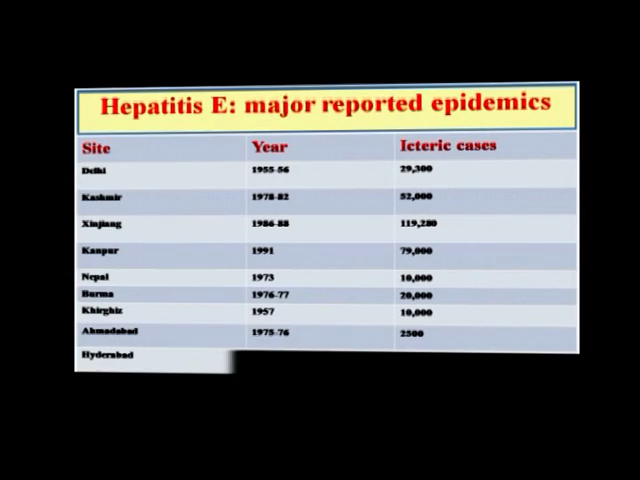 Hepatitis E: major reported epidemics
Site Year Icteric cases
Delhi 1955-56 29,300
Kashmir 1978-82 52,000
Xinjiang 1986-88 119,280
Kanpur 1991 79,000
Nepal 1973 10,000
Burma 1976-77 20,000
Khirghiz 1957 10,000
Ahmadabad 1975-76 2500
Hyderabad